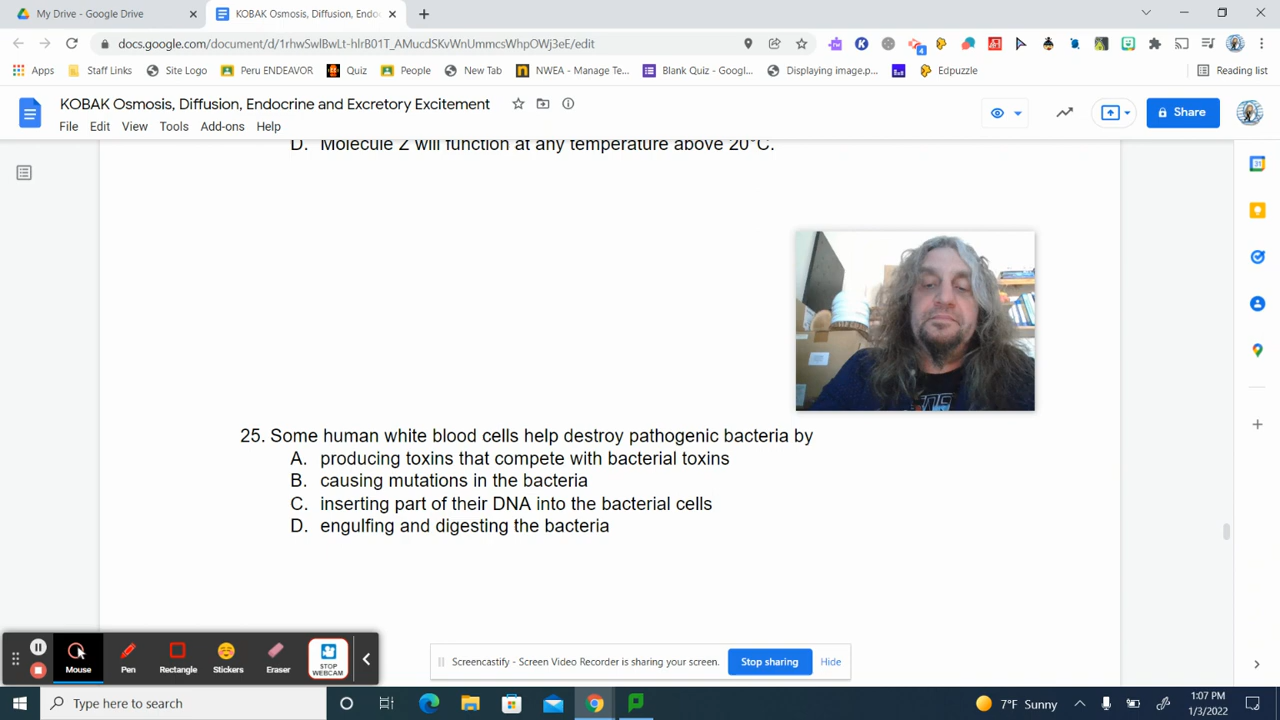 My Drive - Google Drive
KOBAK Osmosis, Diffusion, Endoc
docs.google.com/document/d/1rhwSwlBwLt-hlrB01T_AMucdSKvWnUmmcsWhpOWj3eE/edit
4
Apps
Staff Links
Site Logo
Peru ENDEAVOR
Quiz
People
New Tab
NWEA - Manage Te...
Blank Quiz - Googl...
Displaying image.p...
Edpuzzle
Reading list
KOBAK Osmosis, Diffusion, Endocrine and Excretory Excitement
File Edit View Tools Add-ons Help
Share
D. Molecule Z will function at any temperature above 20°C.
25. Some human white blood cells help destroy pathogenic bacteria by
A. producing toxins that compete with bacterial toxins
B. causing mutations in the bacteria
C. inserting part of their DNA into the bacterial cells
D. engulfing and digesting the bacteria
Mouse
Pen
Rectangle
Stickers
Eraser
STOP
WEBCAM
Screencastify - Screen Video Recorder is sharing your screen.
Stop sharing
Hide
Type here to search
7°F Sunny
1:07 PM
1/3/2022